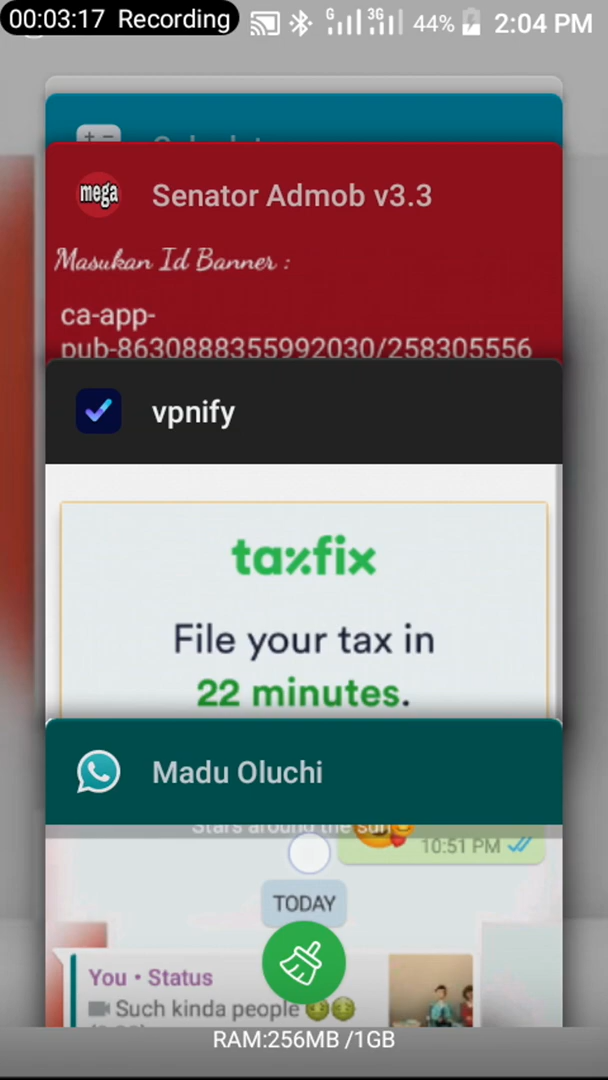 00:03:17 Recording
G 3G 44% 2:04 PM
Senator Admob v3.3
mega
Masukan Id Banner :
ca-app-
pub-8630888355992030/258305556
vpnify
taxfix
File your tax in
22 minutes.
Madu Oluchi
Stars around the sun
10:51 PM
TODAY
You • Status
Such kinda people
RAM:256MB /1GB